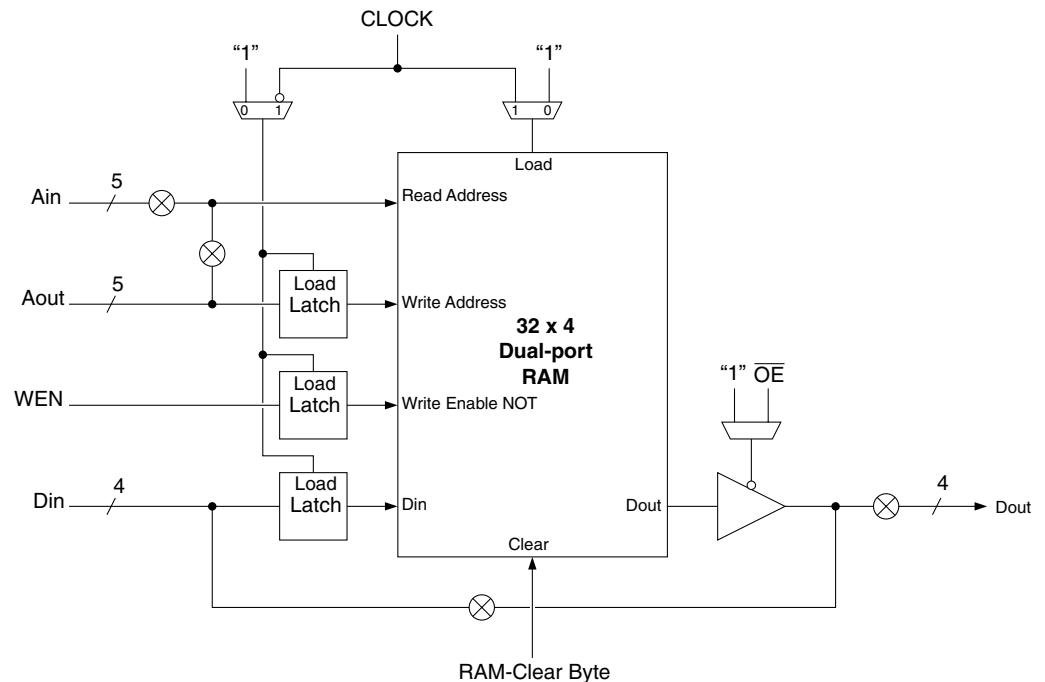 CLOCK
“1” “1”
0 1 1 0
Load
5
Ain Read Address
5
Aout
Load
Latch
Write Address
32 x 4
Dual-port
RAM
“1” OE
Load
Latch
WEN Write Enable NOT
4
Din
Load
Latch
Din
Dout
4
Dout
Clear
RAM-Clear Byte